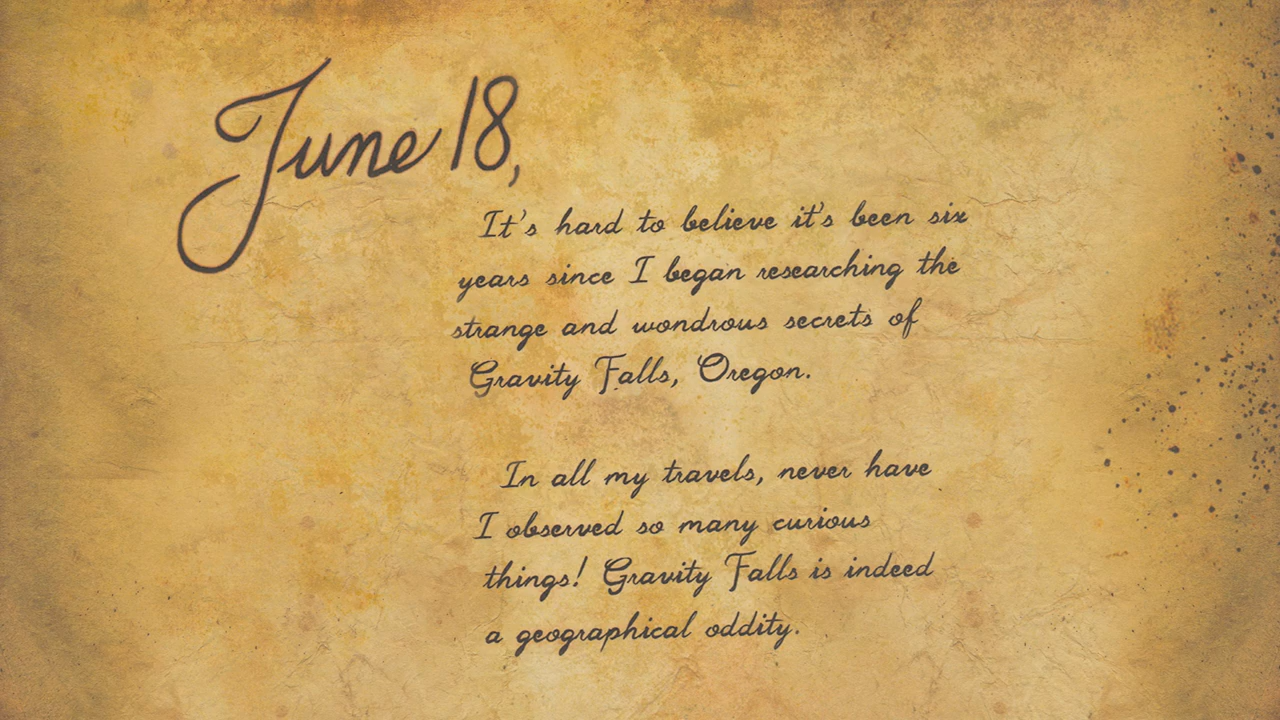 June 18,
It's hard to believe it's been six
years since I began researching the
strange and wondrous secrets of
Gravity Falls, Oregon.
In all my travels, never have
I observed so many curious
things! Gravity Falls is indeed
a geographical oddity.